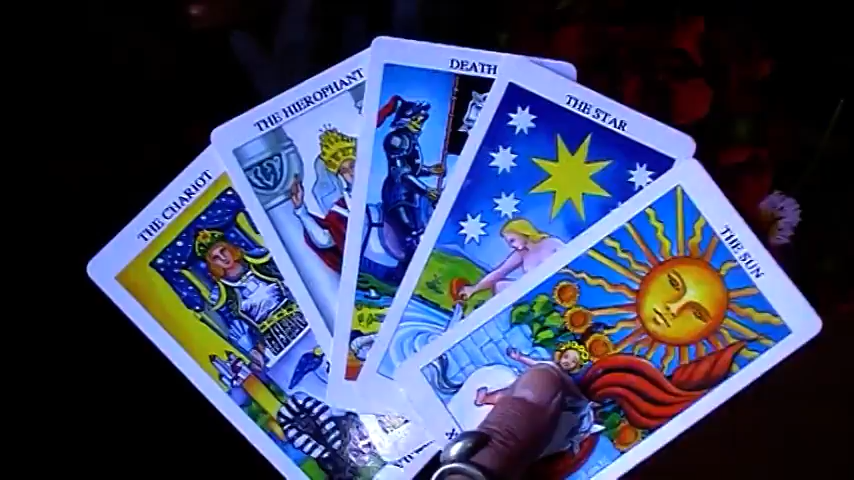 THE CHARIOT
THE HIEROPHANT
DEATH
THE STAR
THE SUN